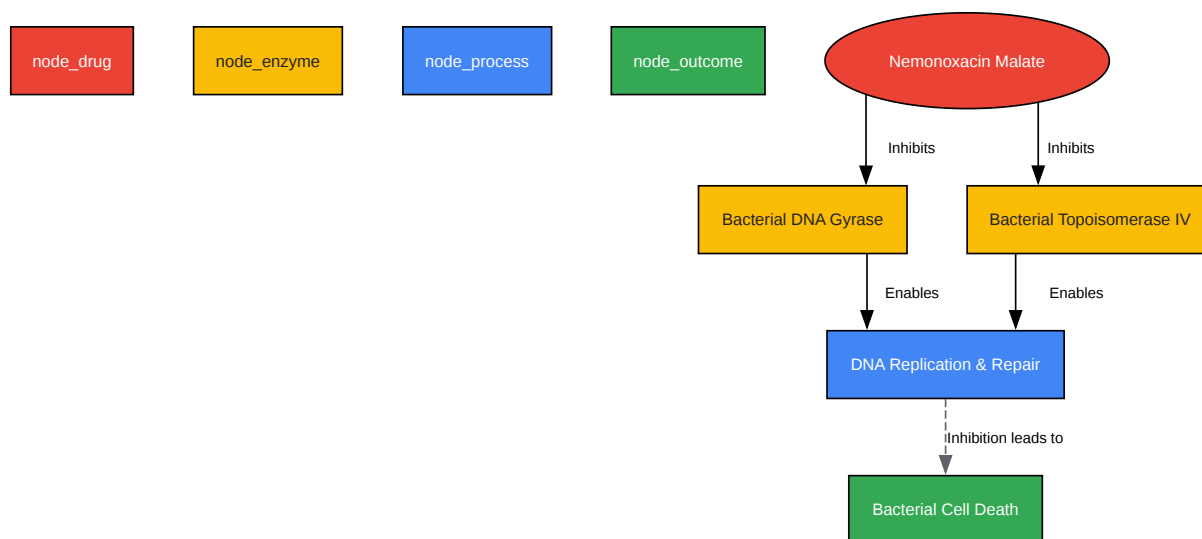 node_drug
node_enzyme
node_process
node_outcome
Nemonoxacin Malate
Inhibits
Inhibits
Bacterial DNA Gyrase
Bacterial Topoisomerase IV
Enables
Enables
DNA Replication & Repair
Inhibition leads to
Bacterial Cell Death